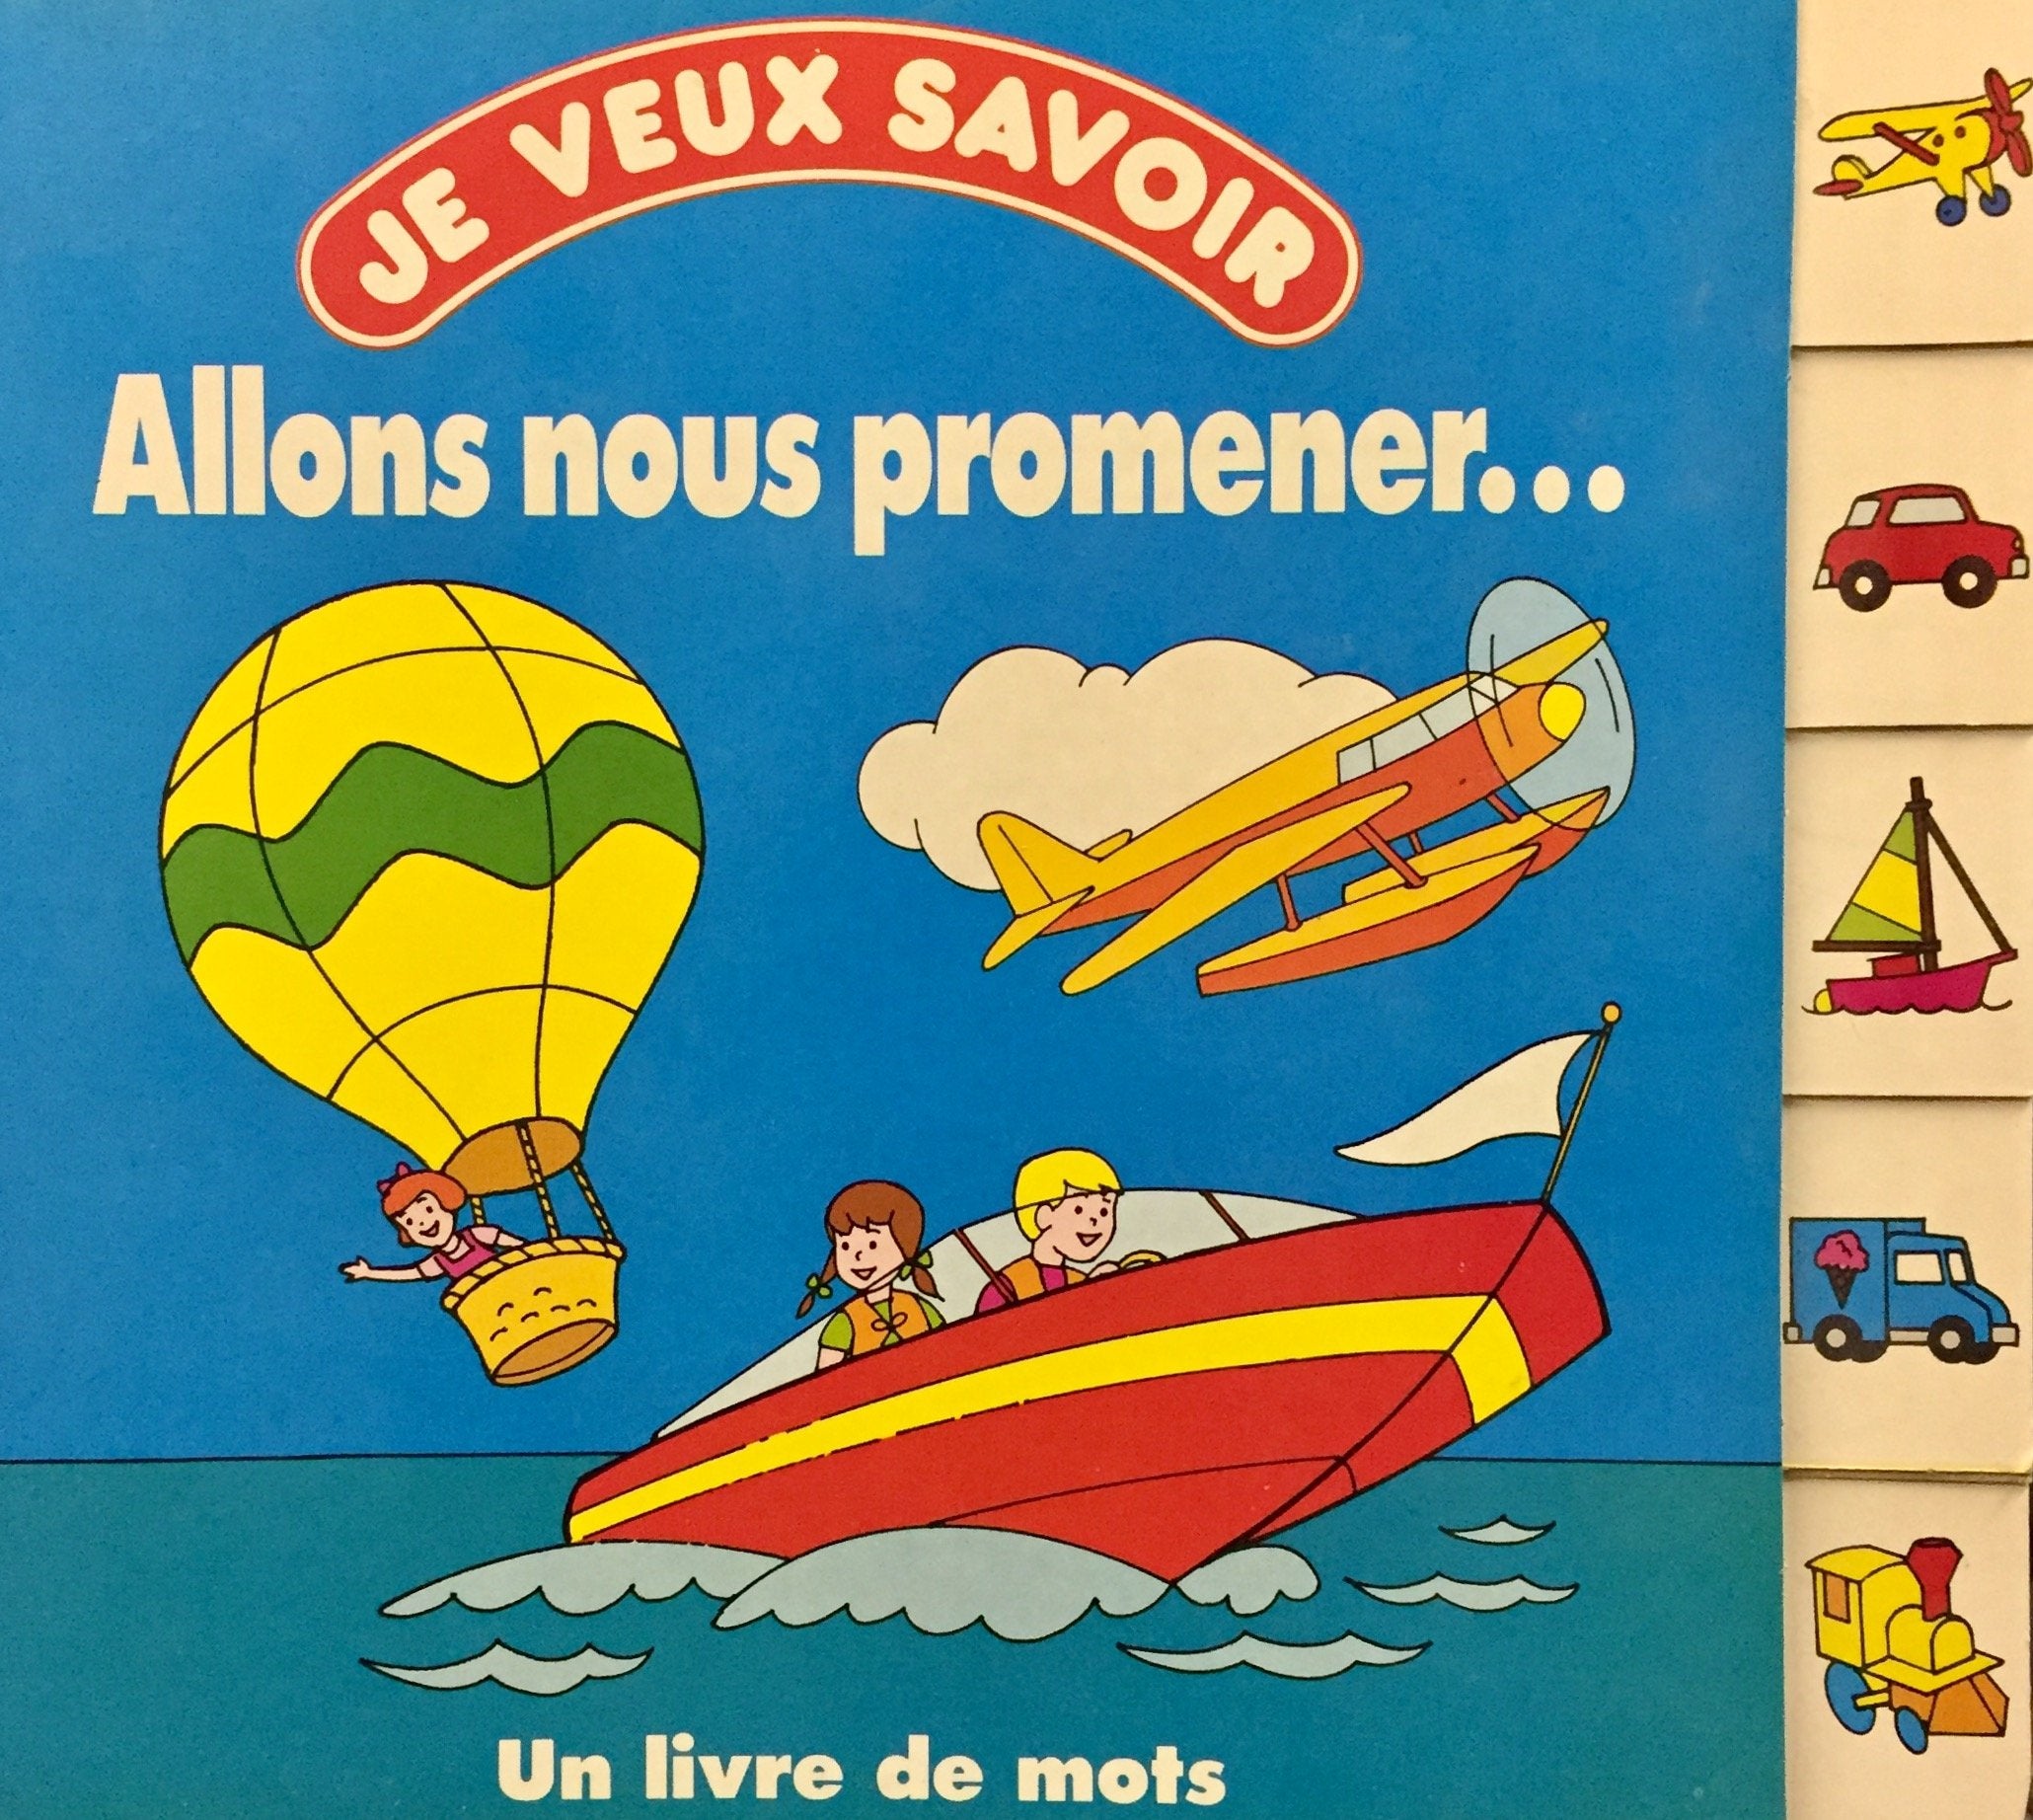 JE VEUX SAVOIR
Allons nous promener...
Un livre de mots